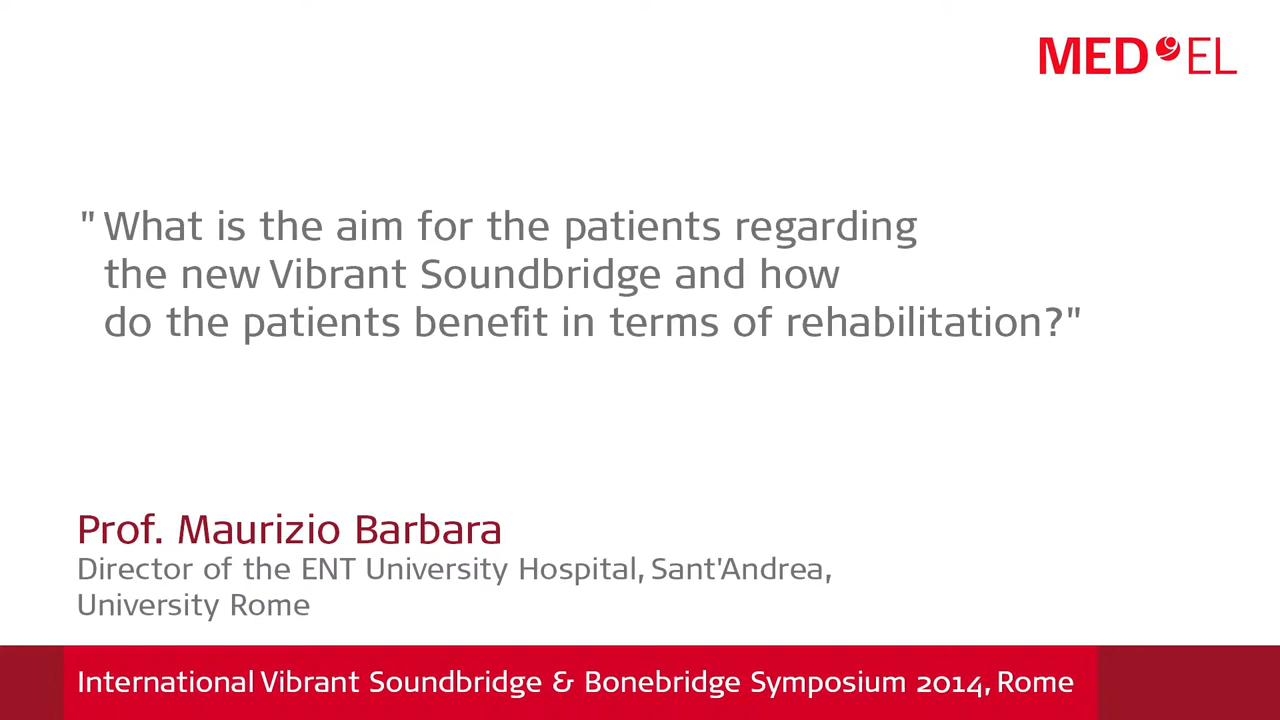 MED EL
" What is the aim for the patients regarding
the new Vibrant Soundbridge and how
do the patients benefit in terms of rehabilitation?"
Prof. Maurizio Barbara
Director of the ENT University Hospital, Sant'Andrea,
University Rome
International Vibrant Soundbridge & Bonebridge Symposium 2014, Rome